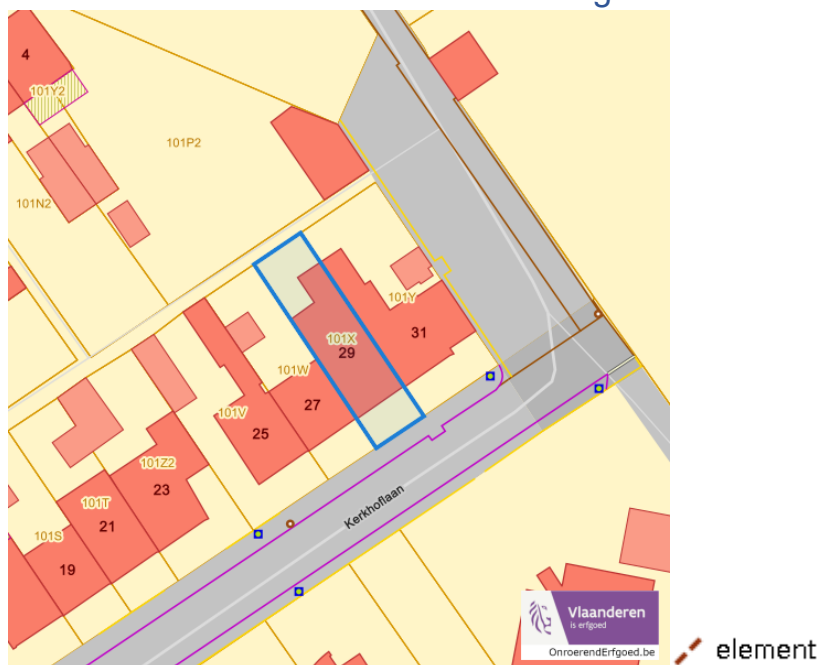 g
4
101Y2
101P2
101N2
101Y
31
101X
29
101W
27
101V
25
101Z2
23
101T
21
101S
19
Kerkhoflaan
Vlaanderen
is erfgoed
OnroerendErfgoed.be
element